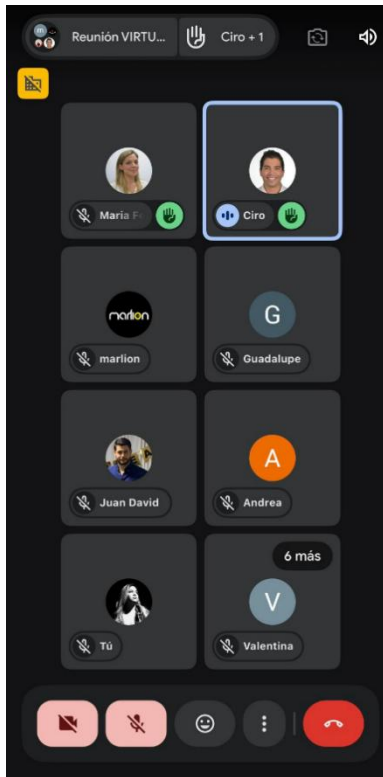 Reunión VIRTU... Ciro + 1
Maria F
Ciro
marlion
marlion
G
Guadalupe
Juan David
A
Andrea
6 más
Tú
V
Valentina